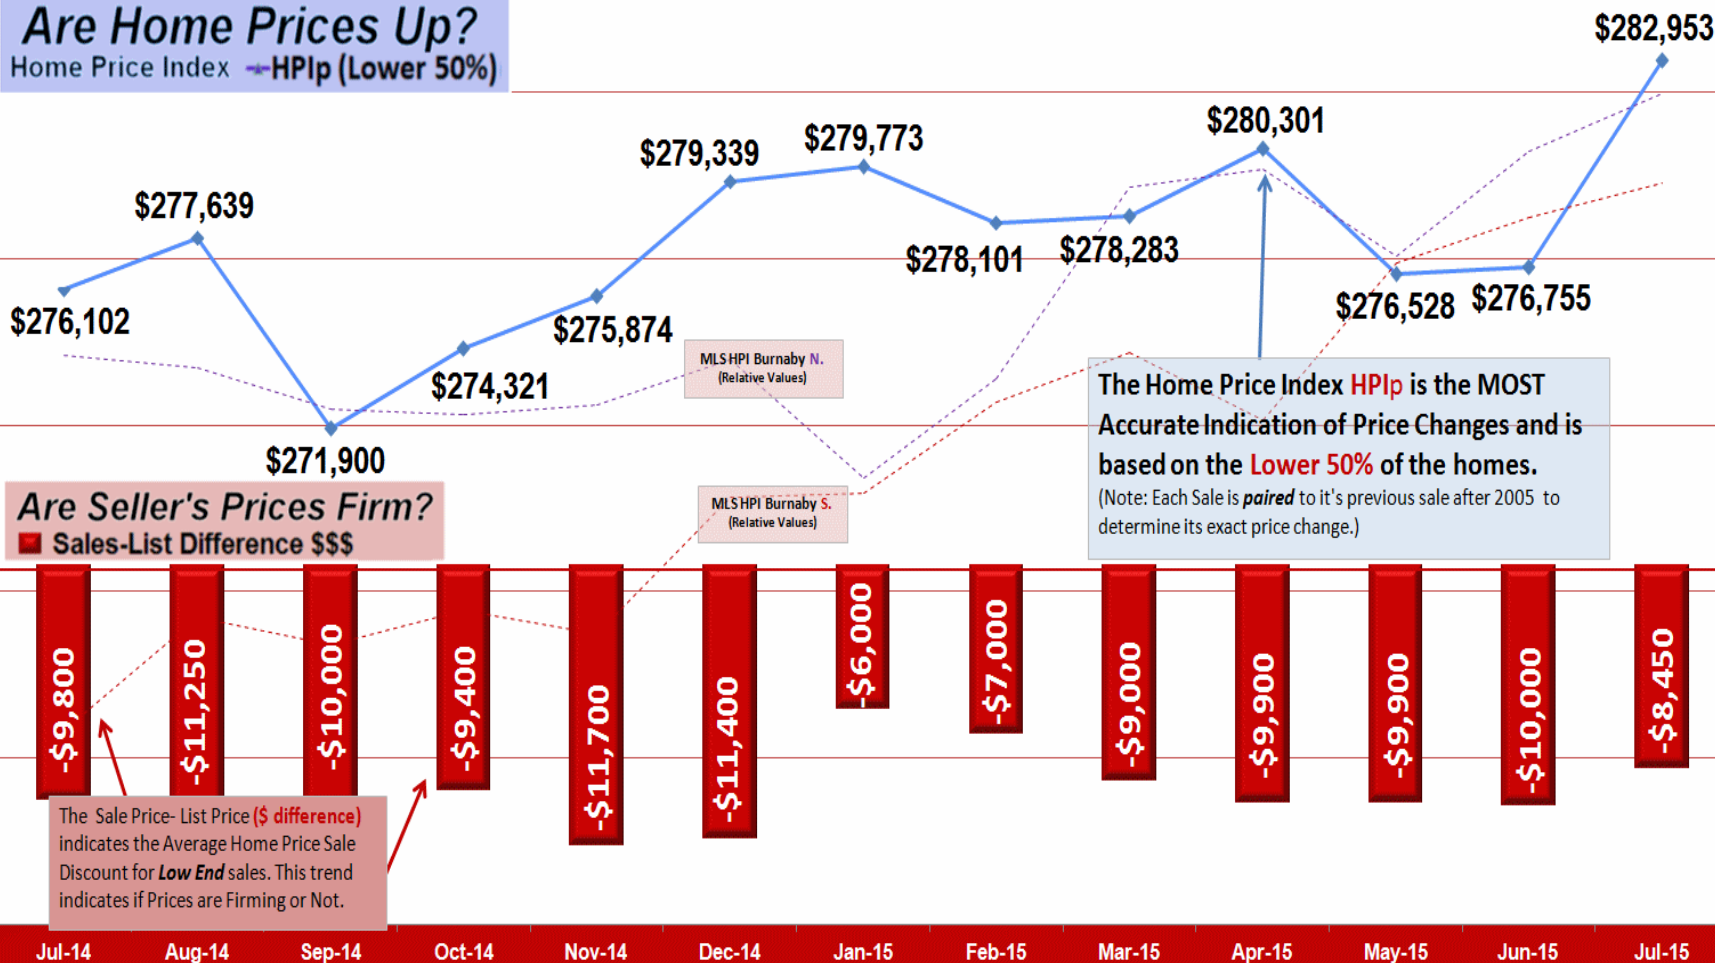 Are Home Prices Up?
Home Price Index HPIp (Lower 50%)
$276,102
$277,639
$271,900
$274,321
$275,874
$279,339
$279,773
$278,101
$278,283
$280,301
$276,528
$276,755
$282,953
MLS HPI Burnaby N.
(Relative Values)
MLS HPI Burnaby S.
(Relative Values)
The Home Price Index HPIp is the MOST
Accurate Indication of Price Changes and is
based on the Lower 50% of the homes.
(Note: Each Sale is paired to it's previous sale after 2005 to
determine its exact price change.)
Are Seller's Prices Firm?
Sales-List Difference $$$
-$9,800
-$11,250
-$10,000
-$9,400
-$11,700
-$11,400
-$6,000
-$7,000
-$9,000
-$9,900
-$9,900
-$10,000
-$8,450
The Sale Price- List Price ($ difference)
indicates the Average Home Price Sale
Discount for Low End sales. This trend
indicates if Prices are Firming or Not.
Jul-14
Aug-14
Sep-14
Oct-14
Nov-14
Dec-14
Jan-15
Feb-15
Mar-15
Apr-15
May-15
Jun-15
Jul-15